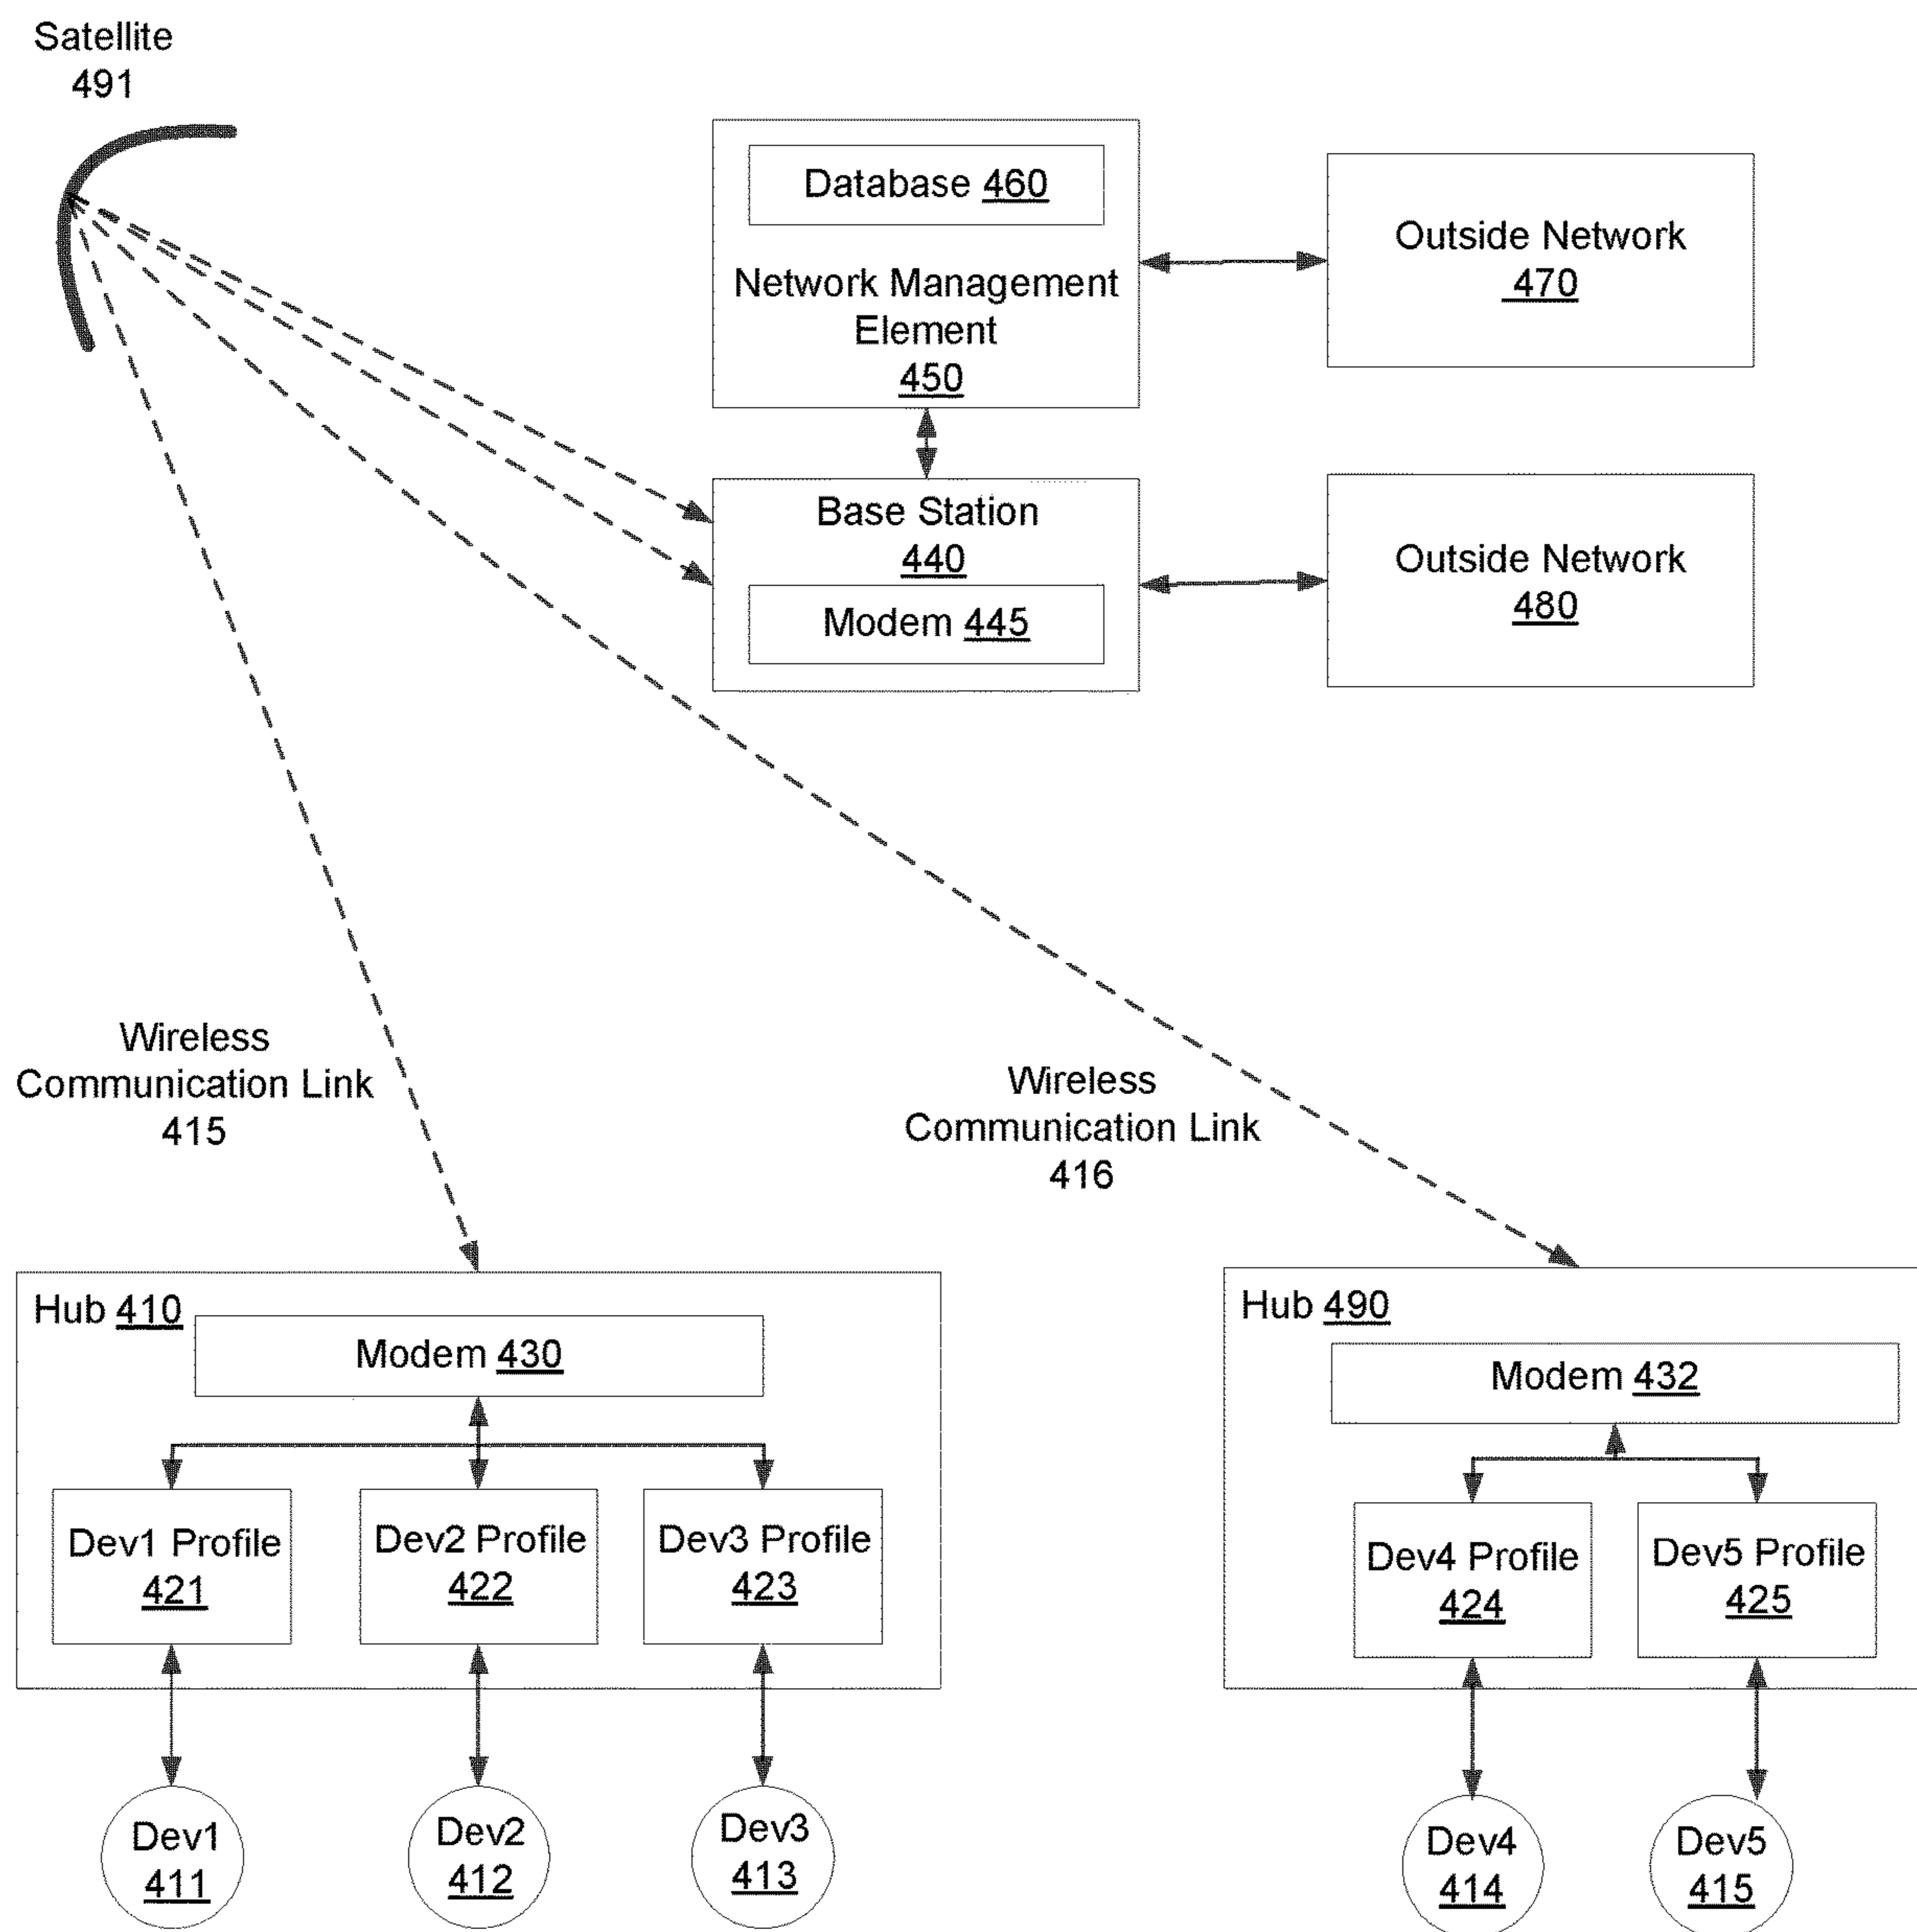 Satellite
491
Database 460
Network Management
Element
450
Outside Network
470
Base Station
440
Modem 445
Outside Network
480
Wireless
Communication Link
415
Wireless
Communication Link
416
Hub 410
Modem 430
Dev1 Profile
421
Dev2 Profile
422
Dev3 Profile
423
Hub 490
Modem 432
Dev4 Profile
424
Dev5 Profile
425
Dev1
411
Dev2
412
Dev3
413
Dev4
414
Dev5
415